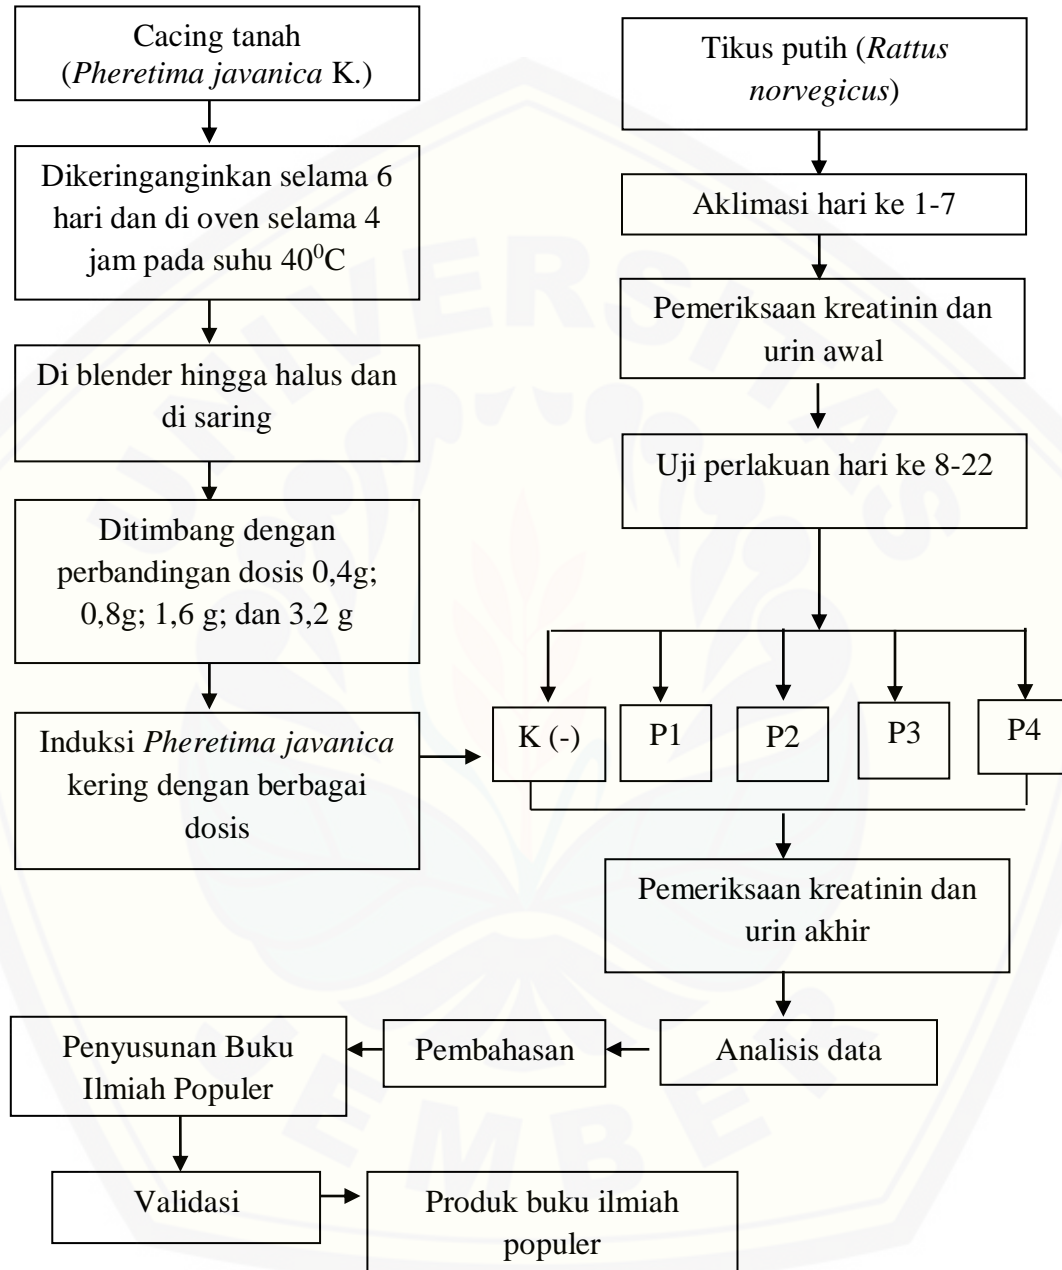 Cacing tanah
(Pheretima javanica K.)
Dikeringanginkan selama 6
hari dan di oven selama 4
jam pada suhu 40⁰C
Di blender hingga halus dan
di saring
Ditimbang dengan
perbandingan dosis 0,4g;
0,8g; 1,6 g; dan 3,2 g
Induksi Pheretima javanica
kering dengan berbagai
dosis
Tikus putih (Rattus
norvegicus)
Aklimasi hari ke 1-7
Pemeriksaan kreatinin dan
urin awal
Uji perlakuan hari ke 8-22
K (-)
P1
P2
P3
P4
Pemeriksaan kreatinin dan
urin akhir
Analisis data
Pembahasan
Penyusunan Buku
Ilmiah Populer
Validasi
Produk buku ilmiah
populer
UNIVERSITAS
JEMBER